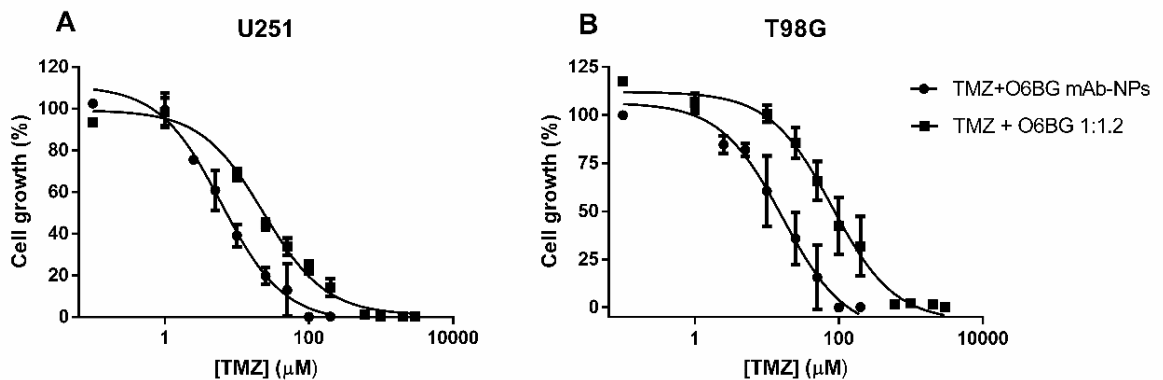 A
U251
120
100
80
60
40
20
0
Cell growth (%)
1
100
10000
[TMZ] (μM)
B
T98G
125
100
75
50
25
0
Cell growth (%)
1
100
10000
[TMZ] (μM)
TMZ+O6BG mAb-NPs
TMZ + O6BG 1:1.2